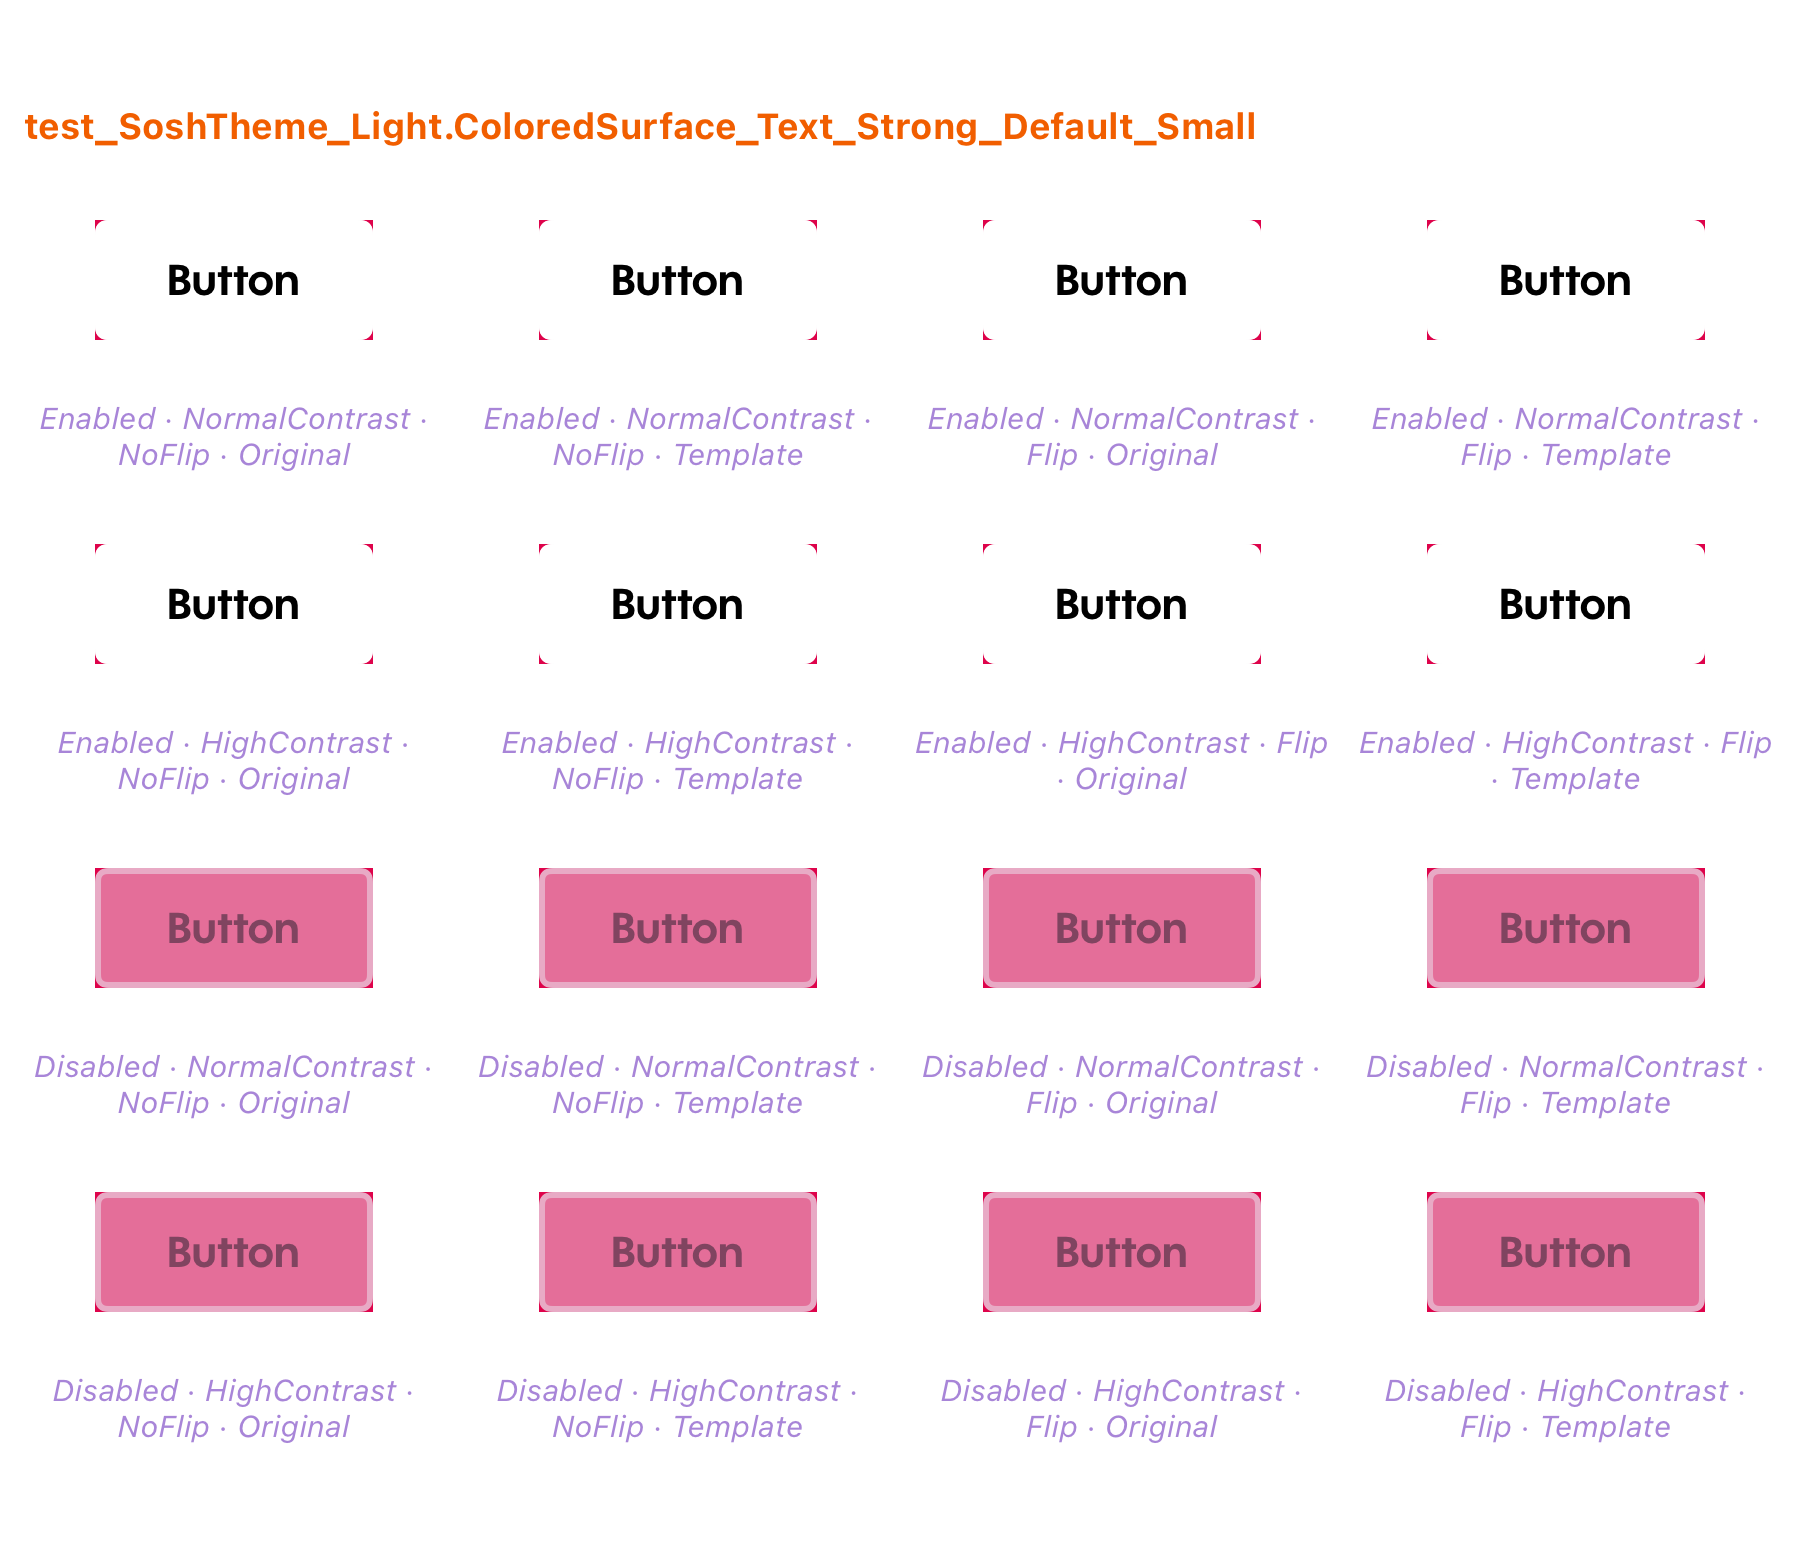 test_SoshTheme_Light.ColoredSurface_Text_Strong_Default_Small
Button Button Button Button
Enabled · NormalContrast · Enabled · NormalContrast · Enabled · NormalContrast · Enabled · NormalContrast ·
NoFlip · Original NoFlip · Template Flip · Original Flip · Template
Button Button Button Button
Enabled · HighContrast · Enabled · HighContrast · Enabled · HighContrast · Flip Enabled · HighContrast · Flip
NoFlip · Original NoFlip · Template · Original · Template
Button Button Button Button
Disabled · NormalContrast · Disabled · NormalContrast · Disabled · NormalContrast · Disabled · NormalContrast ·
NoFlip · Original NoFlip · Template Flip · Original Flip · Template
Button Button Button Button
Disabled · HighContrast · Disabled · HighContrast · Disabled · HighContrast · Disabled · HighContrast ·
NoFlip · Original NoFlip · Template Flip · Original Flip · Template